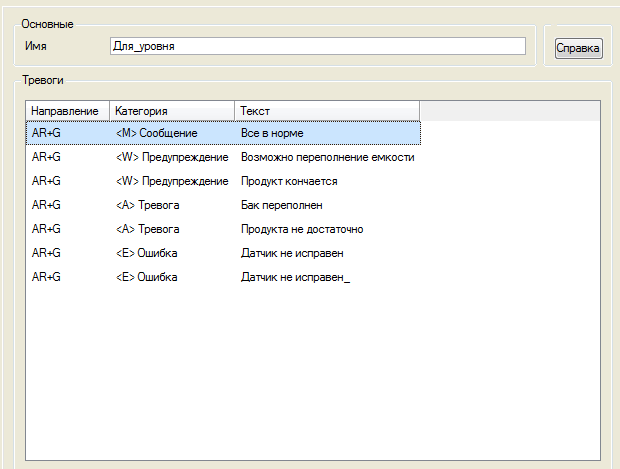 Основные
Имя Для_уровня Справка
Тревоги
Направление Категория Текст
AR+G <M> Сообщение Все в норме
AR+G <W> Предупреждение Возможно переполнение емкости
AR+G <W> Предупреждение Продукт кончается
AR+G <A> Тревога Бак переполнен
AR+G <A> Тревога Продукта не достаточно
AR+G <E> Ошибка Датчик не исправен
AR+G <E> Ошибка Датчик не исправен_